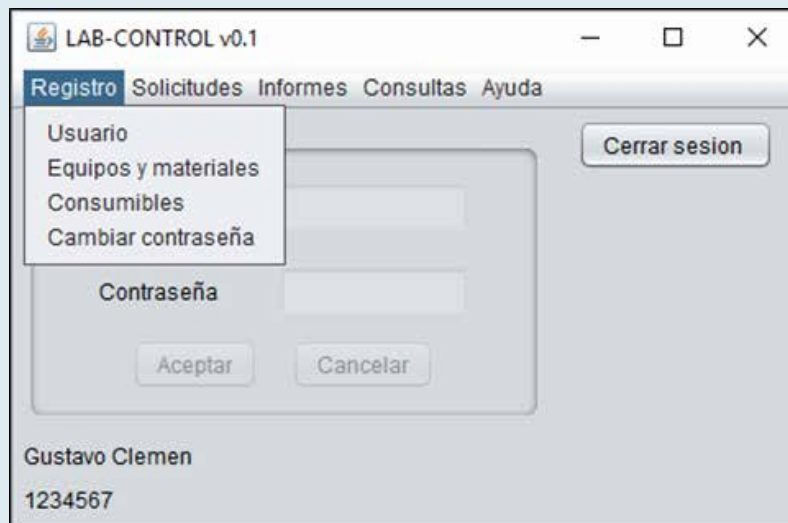 LAB-CONTROL v0.1
Registro Solicitudes Informes Consultas Ayuda
Usuario
Equipos y materiales
Consumibles
Cambiar contraseña
Cerrar sesion
Contraseña
Aceptar Cancelar
Gustavo Clemen
1234567